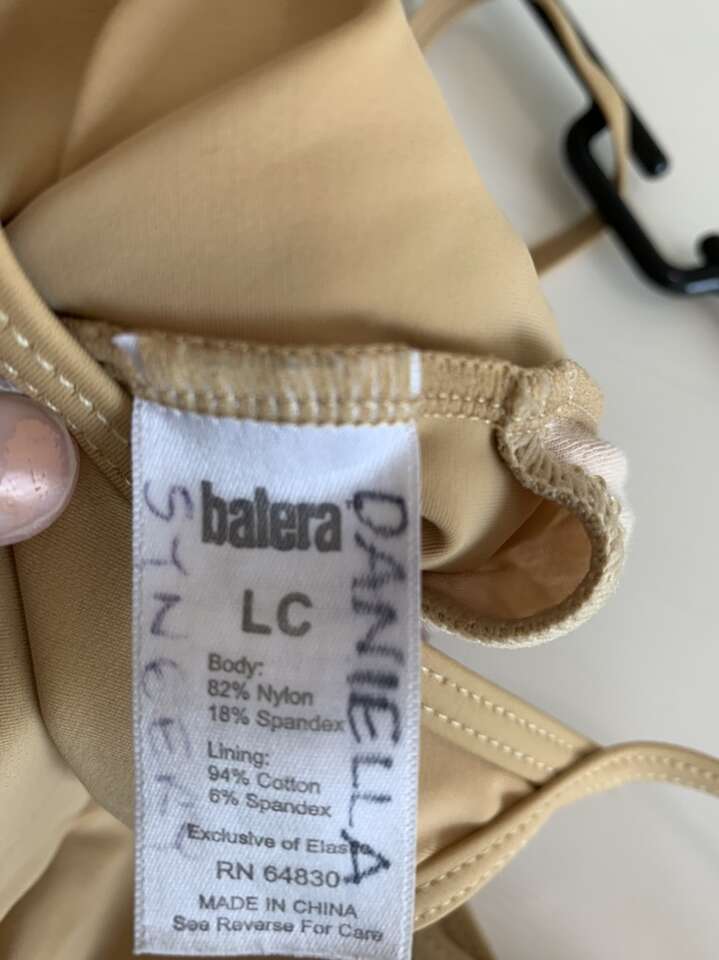 balera
LC
Body:
82% Nylon
18% Spandex
Lining:
94% Cotton
6% Spandex
Exclusive of Elastic
RN 64830
MADE IN CHINA
See Reverse For Care
DANIELLA